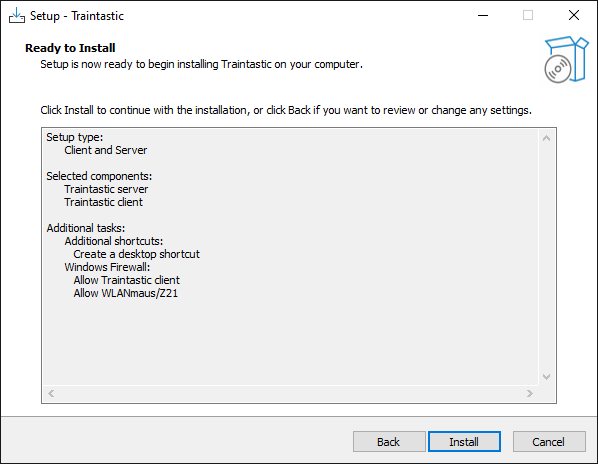 Setup - Traintastic
Ready to Install
Setup is now ready to begin installing Traintastic on your computer.
Click Install to continue with the installation, or click Back if you want to review or change any settings.
Setup type:
Client and Server
Selected components:
Traintastic server
Traintastic client
Additional tasks:
Additional shortcuts:
Create a desktop shortcut
Windows Firewall:
Allow Traintastic client
Allow WLANmaus/Z21
Back
Install
Cancel